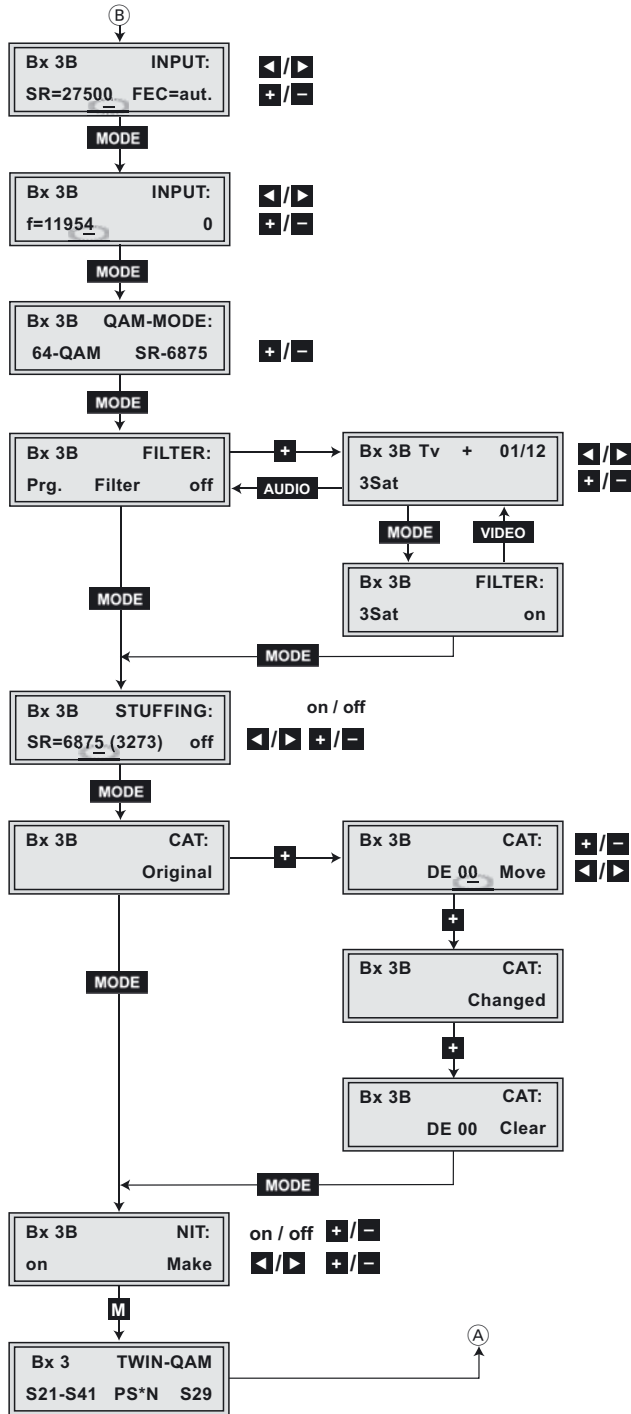 B
Bx 3B INPUT:
SR=27500 FEC=aut.
◄/►
+/−
MODE
Bx 3B INPUT:
f=11954 0
◄/►
+/−
MODE
Bx 3B QAM-MODE:
64-QAM SR-6875
+/−
MODE
Bx 3B FILTER:
Prg. Filter off
+
AUDIO
Bx 3B Tv + 01/12
3Sat
◄/►
+/−
MODE
VIDEO
Bx 3B FILTER:
3Sat on
MODE
MODE
Bx 3B STUFFING:
SR=6875 (3273) off
on / off
◄/► +/−
MODE
Bx 3B CAT:
Original
+
Bx 3B CAT:
DE 00 Move
+/−
◄/►
+
Bx 3B CAT:
Changed
+
Bx 3B CAT:
DE 00 Clear
MODE
MODE
Bx 3B NIT:
on Make
on / off +/−
◄/► +/−
M
Bx 3 TWIN-QAM
S21-S41 PS*N S29
A